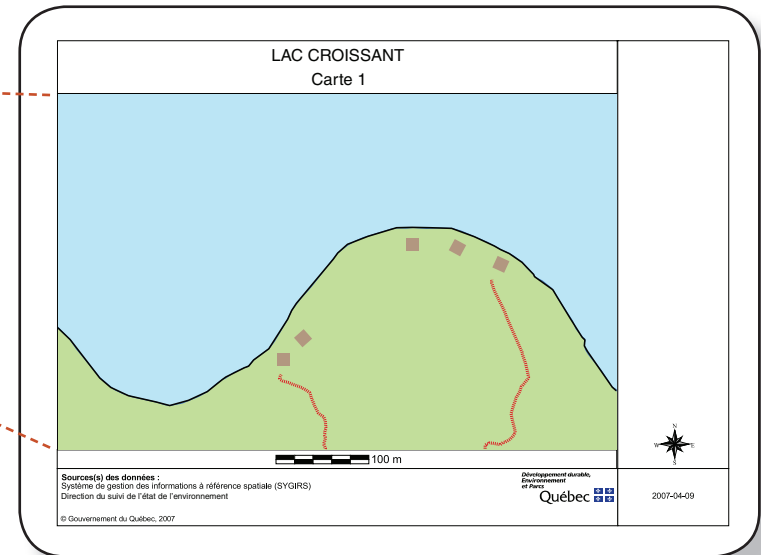 LAC CROISSANT
Carte 1
100 m
N
W E
S
Sources(s) des données :
Système de gestion des informations à référence spatiale (SYGIRS)
Direction du suivi de l'état de l'environnement
© Gouvernement du Québec, 2007
Développement durable,
Environnement
et Parcs
Québec
2007-04-09